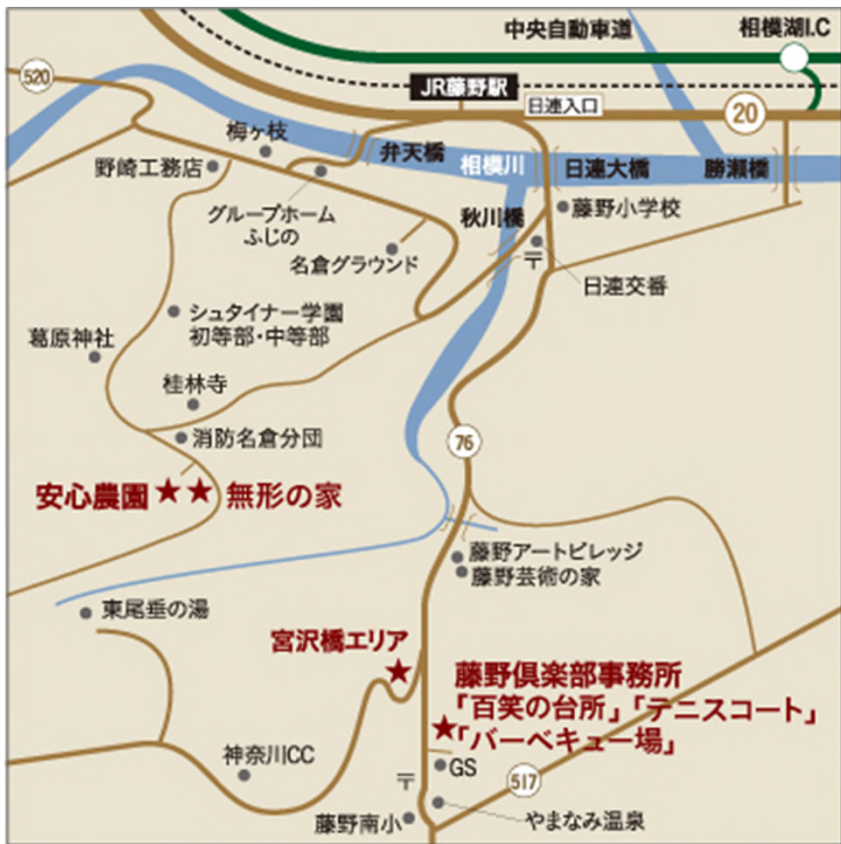 中央自動車道
相模湖I.C
520
JR藤野駅
日連入口
20
梅ヶ枝
弁天橋
野崎工務店
相模川
日連大橋
勝瀬橋
グループホーム
ふじの
秋川橋
藤野小学校
名倉グラウンド
〒
日連交番
シュタイナー学園
初等部・中等部
葛原神社
桂林寺
消防名倉分団
76
安心農園 ★★ 無形の家
藤野アートビレッジ
藤野芸術の家
東尾垂の湯
宮沢橋エリア
★
藤野倶楽部事務所
「百笑の台所」「テニスコート」
★「バーベキュー場」
神奈川CC
GS
〒
517
藤野南小
やまなみ温泉